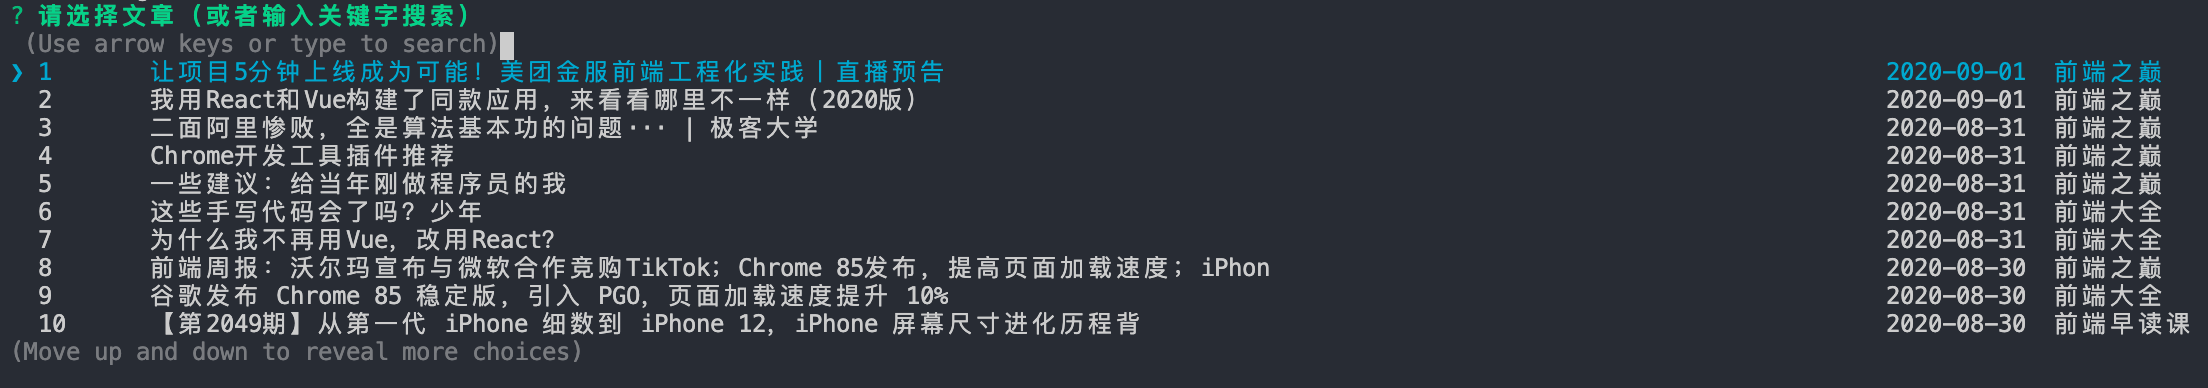 ? 请选择文章（或者输入关键字搜索）
(Use arrow keys or type to search)
❯ 1 让项目5分钟上线成为可能！美团金服前端工程化实践丨直播预告 2020-09-01 前端之巅
2 我用React和Vue构建了同款应用，来看看哪里不一样（2020版） 2020-09-01 前端之巅
3 二面阿里惨败，全是算法基本功的问题··· | 极客大学 2020-08-31 前端之巅
4 Chrome开发工具插件推荐 2020-08-31 前端之巅
5 一些建议：给当年刚做程序员的我 2020-08-31 前端之巅
6 这些手写代码会了吗？少年 2020-08-31 前端大全
7 为什么我不再用Vue，改用React？ 2020-08-31 前端大全
8 前端周报：沃尔玛宣布与微软合作竞购TikTok；Chrome 85发布，提高页面加载速度；iPhon 2020-08-30 前端之巅
9 谷歌发布 Chrome 85 稳定版，引入 PGO，页面加载速度提升 10% 2020-08-30 前端大全
10 【第2049期】从第一代 iPhone 细数到 iPhone 12，iPhone 屏幕尺寸进化历程背 2020-08-30 前端早读课
(Move up and down to reveal more choices)